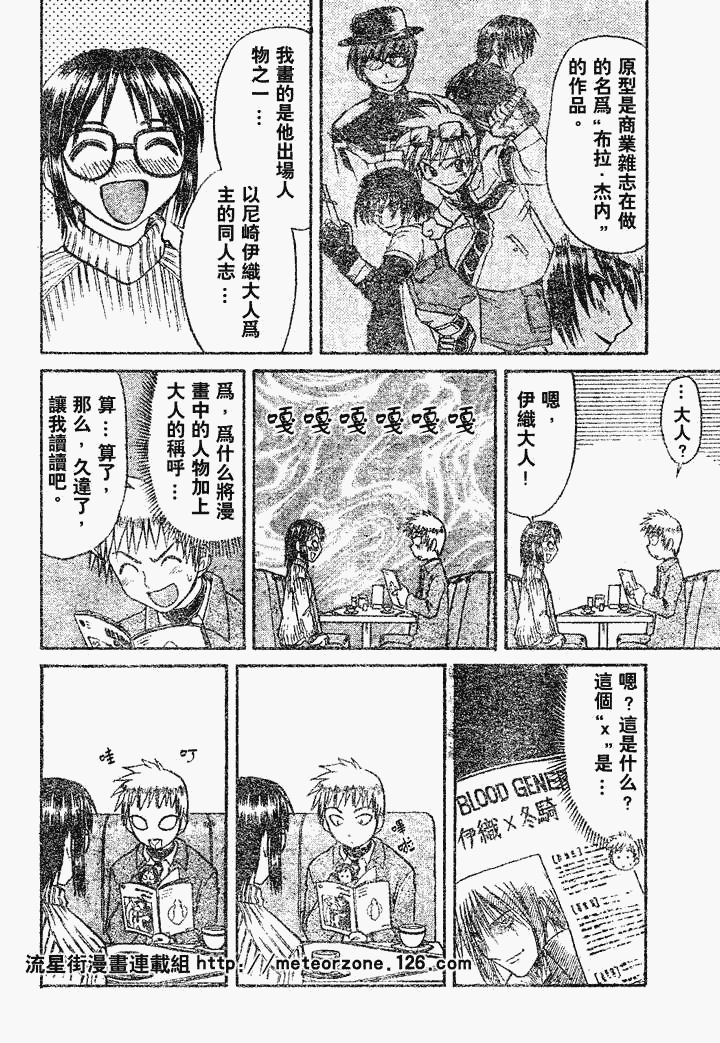 原型是商業雜志在做
的名爲“布拉·杰内”
的作品。
我畫的是他出場人
物之一…
以尼崎伊織大人爲
主的同人志…
…大人?
嗯，
伊織大人!
嘎嘎嘎嘎嘎嘎
爲，爲什么將漫
畫中的人物加上
大人的稱呼…
算…算了，
那么，久違了，
讓我讀讀吧。
嗯?這是什么?
這個“x”是…
BLOOD GENE
伊織×冬騎
嘩啦
叮
哇
流星街漫畫連載組 http://meteorzone.126.com